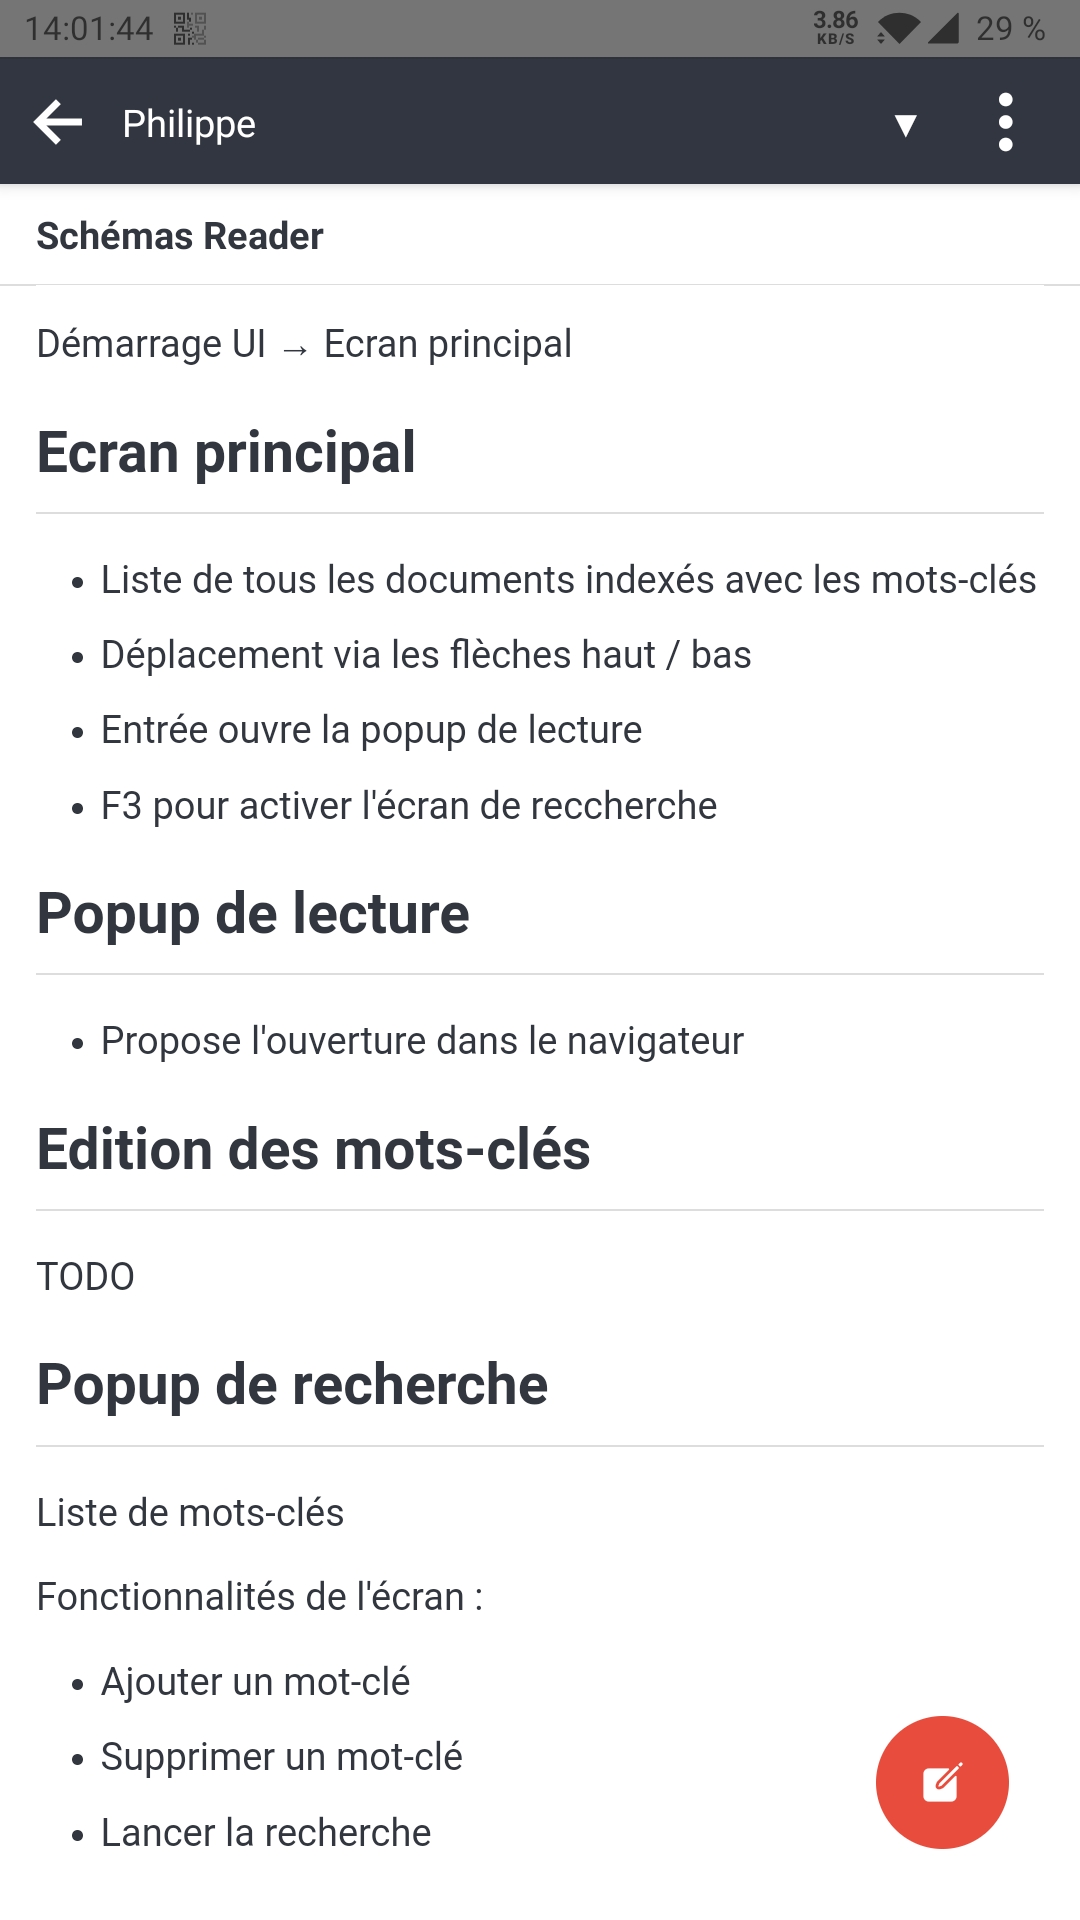 14:01:44
3.86
KB/S
29 %
Philippe
Schémas Reader
Démarrage UI → Ecran principal
Ecran principal
• Liste de tous les documents indexés avec les mots-clés
• Déplacement via les flèches haut / bas
• Entrée ouvre la popup de lecture
• F3 pour activer l'écran de reccherche
Popup de lecture
• Propose l'ouverture dans le navigateur
Edition des mots-clés
TODO
Popup de recherche
Liste de mots-clés
Fonctionnalités de l'écran :
• Ajouter un mot-clé
• Supprimer un mot-clé
• Lancer la recherche